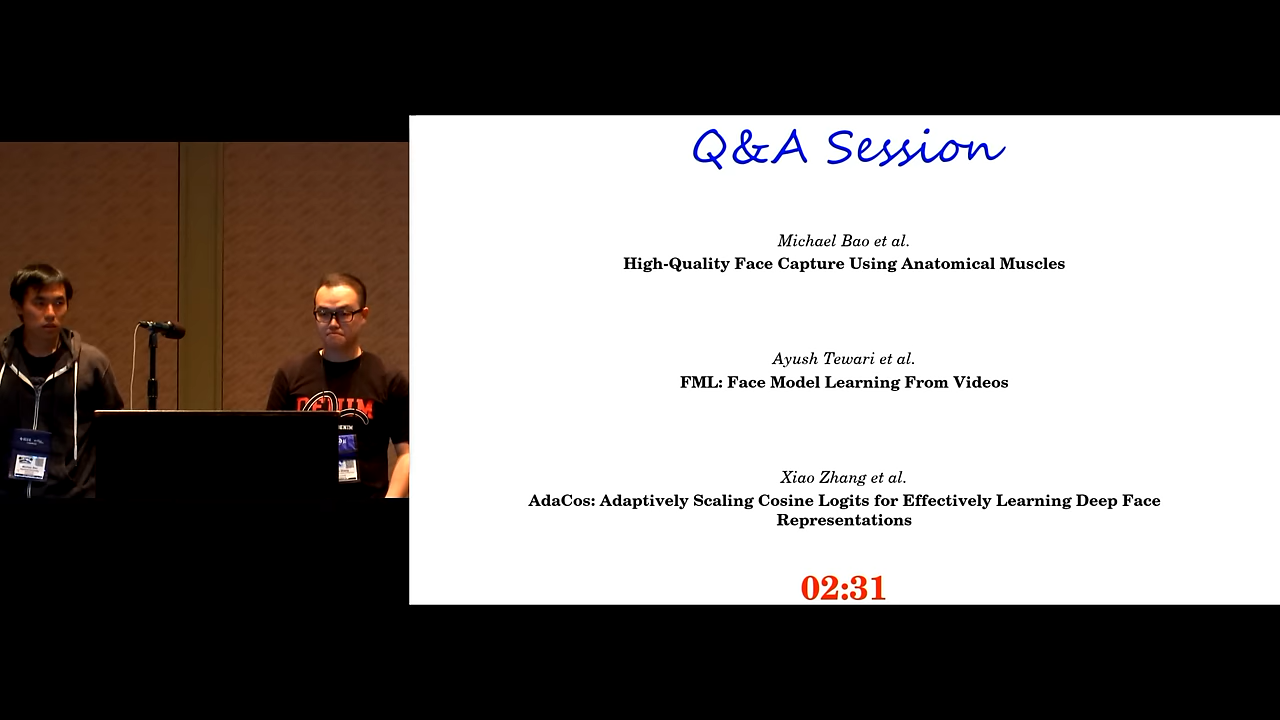 Q&A Session
Michael Bao et al.
High-Quality Face Capture Using Anatomical Muscles
Ayush Tewari et al.
FML: Face Model Learning From Videos
Xiao Zhang et al.
AdaCos: Adaptively Scaling Cosine Logits for Effectively Learning Deep Face
Representations
02:31